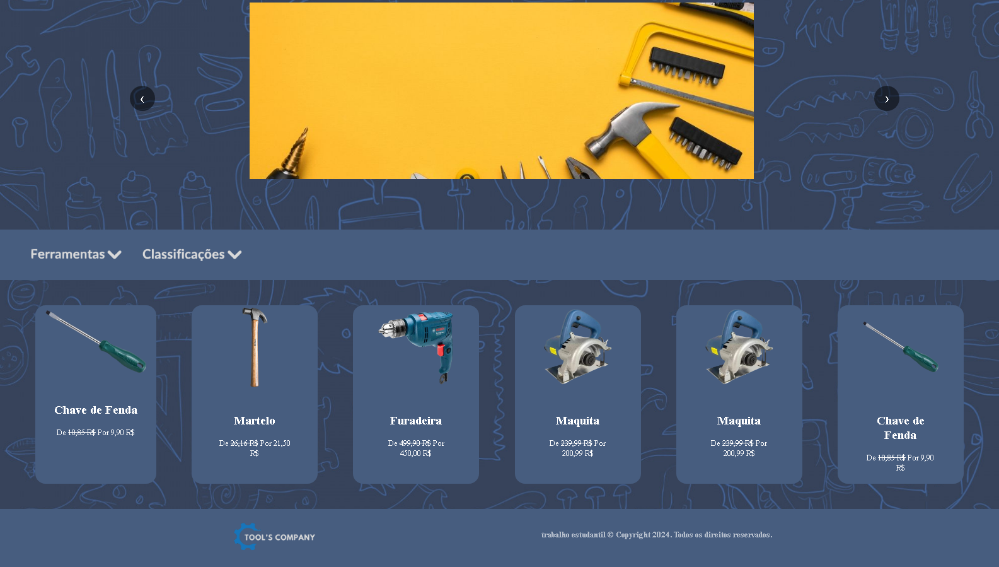 ‹ ›
Ferramentas Classificações
Chave de Fenda
De 10,85 R$ Por 9,90 R$
Martelo
De 26,16 R$ Por 21,50
R$
Furadeira
De 499,90 R$ Por
450,00 R$
Maquita
De 239,99 R$ Por
200,99 R$
Maquita
De 239,99 R$ Por
200,99 R$
Chave de
Fenda
De 10,85 R$ Por 9,90
R$
TOOL'S COMPANY
trabalho estudantil © Copyright 2024. Todos os direitos reservados.